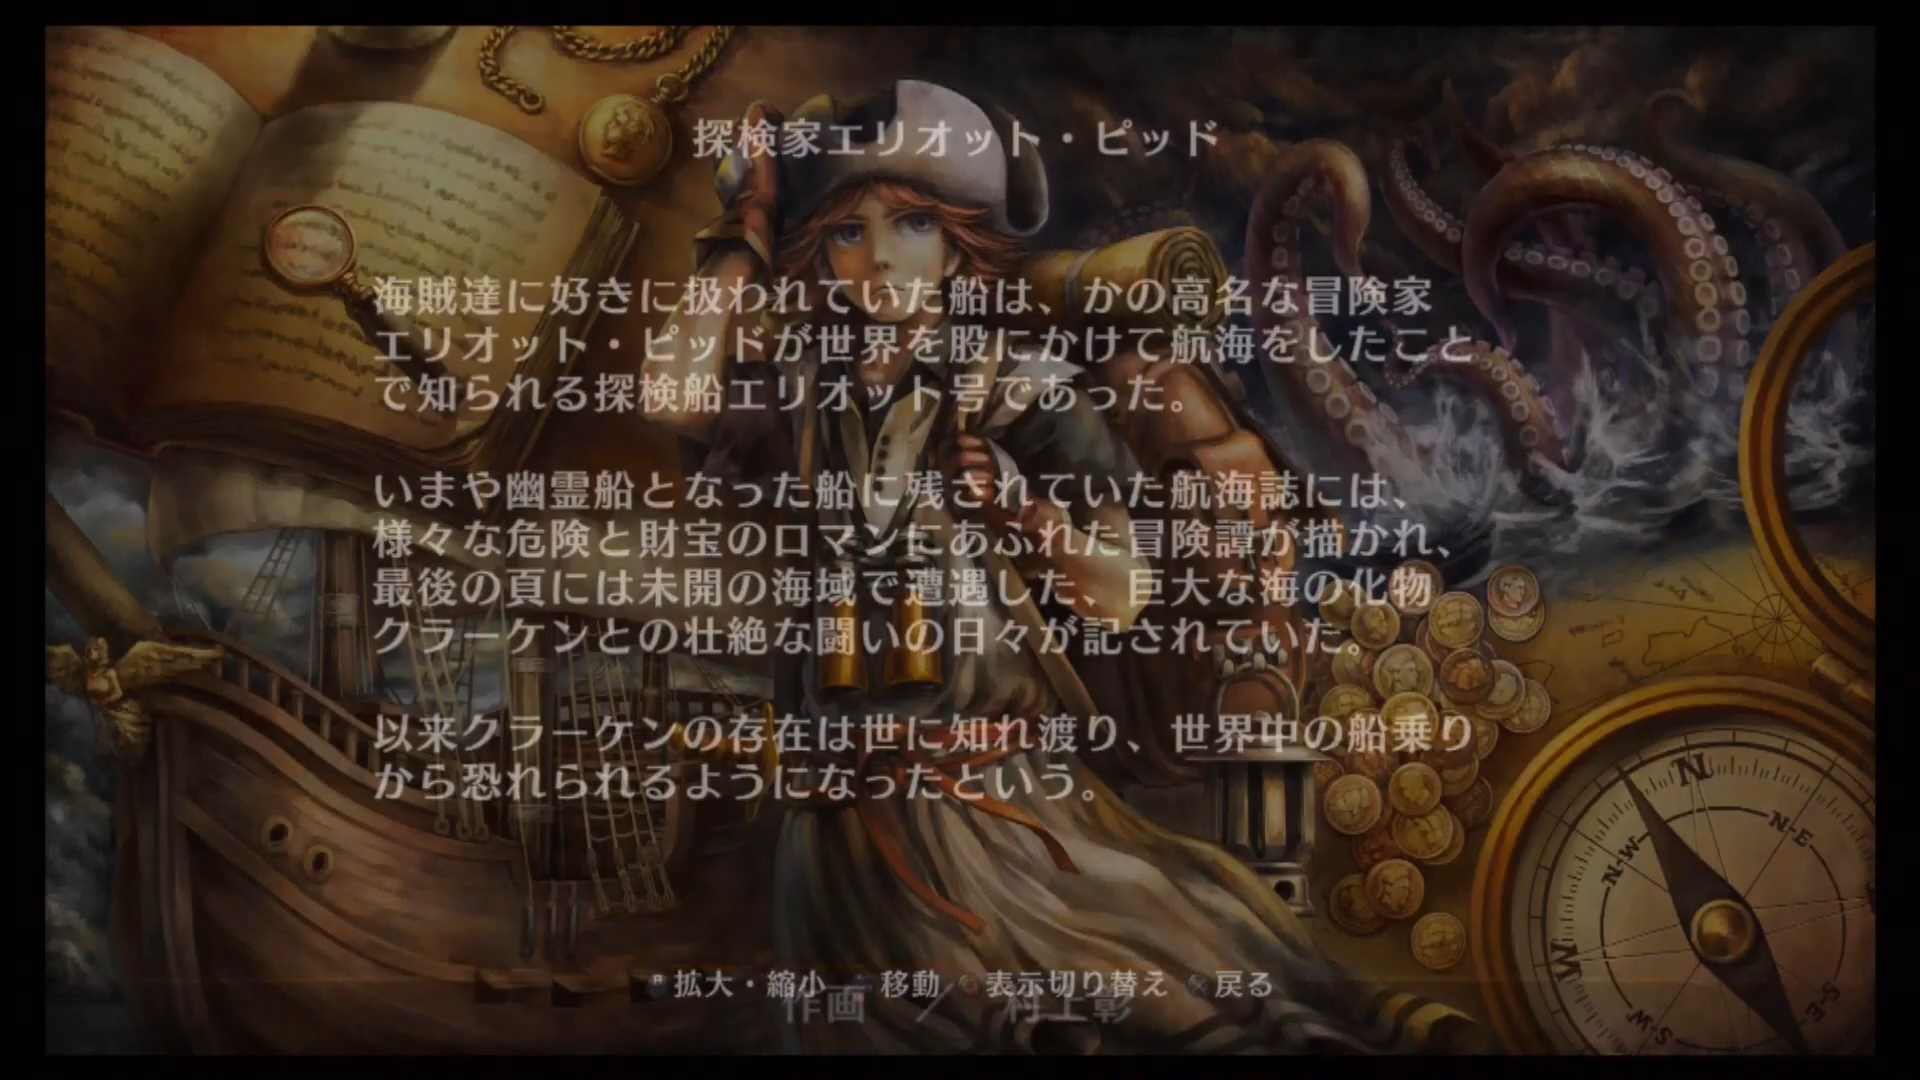 探検家エリオット・ピッド
海賊達に好きに扱われていた船は、かの高名な冒険家
エリオット・ピッドが世界を股にかけて航海をしたこと
で知られる探検船エリオット号であった。
いまや幽霊船となった船に残されていた航海誌には、
様々な危険と財宝のロマンにあふれた冒険譚が描かれ、
最後の頁には未開の海域で遭遇した、巨大な海の化物
クラーケンとの壮絶な闘いの日々が記されていた。
以来クラーケンの存在は世に知れ渡り、世界中の船乗り
から恐れられるようになったという。
N
N-E
N-W
W
S-W
S-E
R 拡大・縮小 移動 表示切り替え 戻る
作画 / 村上彰